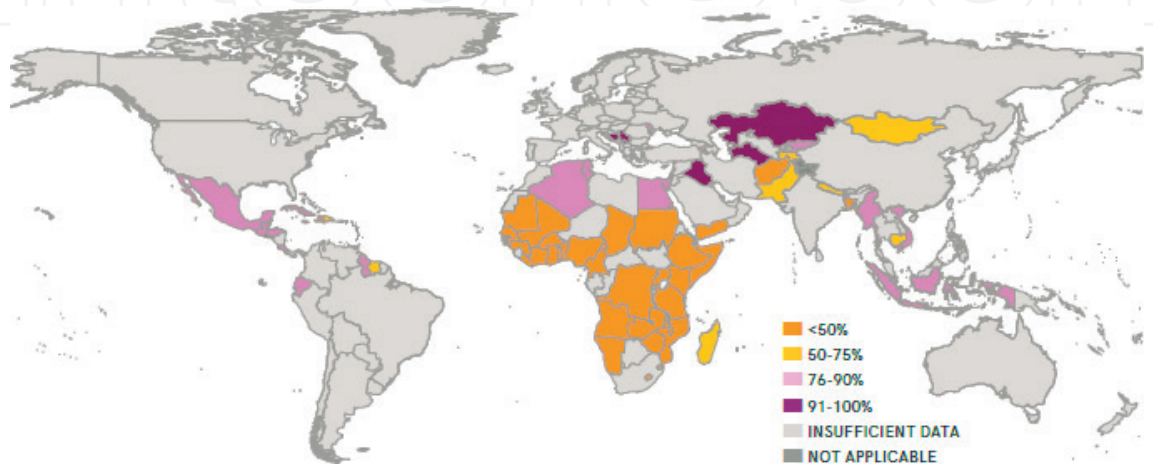 <50%
50-75%
76-90%
91-100%
INSUFFICIENT DATA
NOT APPLICABLE